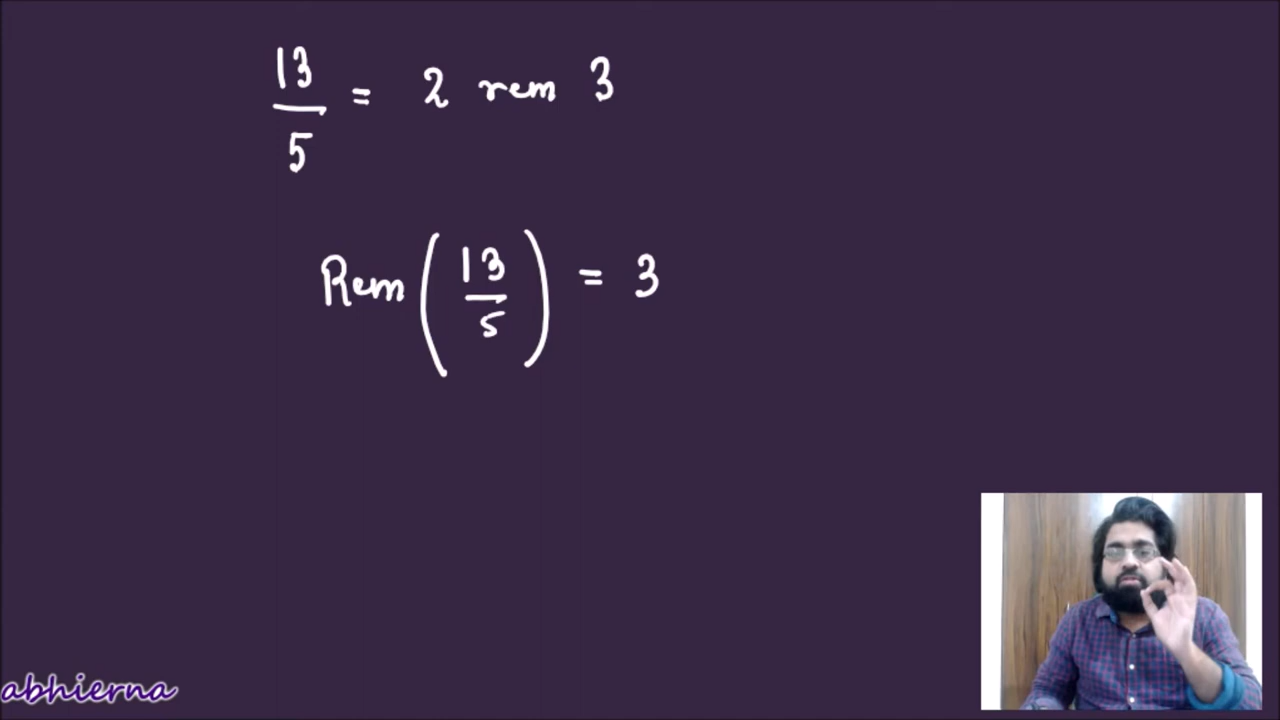 13/5 = 2 rem 3
Rem(13/5) = 3
abhierna